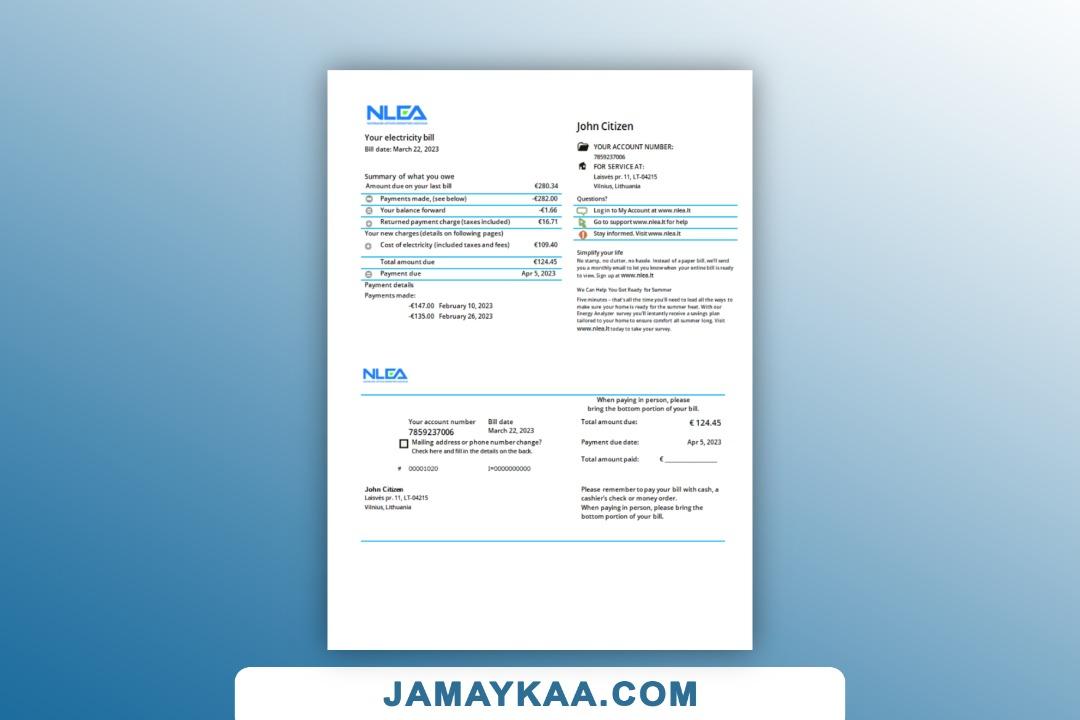 NLEA
Your electricity bill
Bill date: March 22, 2023
Summary of what you owe
Amount due on your last bill €280.34
Payments made, (see below) -€282.00
Your balance forward -€1.66
Returned payment charge (taxes included) €16.71
Your new charges (details on following pages)
Cost of electricity (included taxes and fees) €109.40
Total amount due €124.45
Payment due Apr 5, 2023
Payment details
Payments made:
-€147.00 February 10, 2023
-€135.00 February 26, 2023
John Citizen
YOUR ACCOUNT NUMBER:
7859237006
FOR SERVICE AT:
Laisvės pr. 11, LT-04215
Vilnius, Lithuania
Questions?
Log in to My Account at www.nlea.lt
Go to support www.nlea.lt for help
Stay informed. Visit www.nlea.lt
Simplify your life
No stamp, no clutter, no hassle. Instead of a paper bill, we'll send
you a monthly email to let you know when your online bill is ready
to view. Sign up at www.nlea.lt
We Can Help You Get Ready for Summer
Five minutes – that's all the time you'll need to lead all the ways to
make sure your home is ready for the summer heat. With our
Energy Analyzer survey you'll instantly receive a savings plan
tailored to your home to ensure comfort all summer long. Visit
www.nlea.lt today to take your survey.
NLEA
When paying in person, please
bring the bottom portion of your bill.
Your account number Bill date
7859237006 March 22, 2023
Mailing address or phone number change?
Check here and fill in the details on the back.
# 00001020 I=0000000000
Total amount due: € 124.45
Payment due date: Apr 5, 2023
Total amount paid: € ______________
John Citizen
Laisvės pr. 11, LT-04215
Vilnius, Lithuania
Please remember to pay your bill with cash, a
cashier's check or money order.
When paying in person, please bring the
bottom portion of your bill.
JAMAYKAA.COM